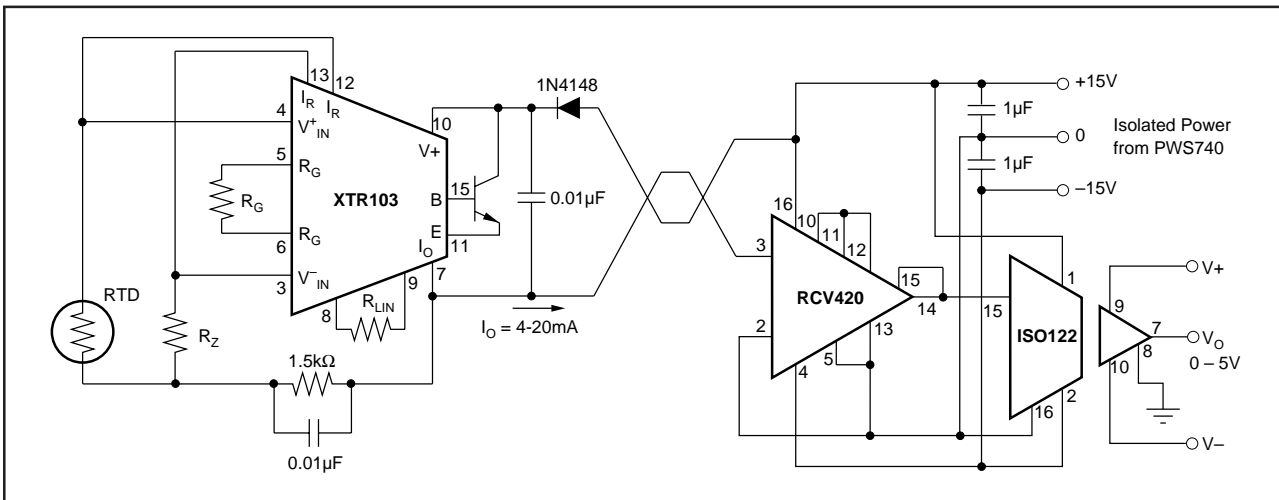 13
12
I_R
I_R
4
V⁺_IN
5
R_G
R_G
XTR103
R_G
6
V⁻_IN
3
RTD
R_Z
8
R_LIN
9
10
V+
B
15
E
11
I_O
7
1N4148
0.01µF
I_O = 4-20mA
1.5kΩ
0.01µF
+15V
1µF
0
Isolated Power
from PWS740
1µF
–15V
16
10
11
12
3
RCV420
15
14
2
13
5
4
1
15
ISO122
16
2
9
V+
7
V_O
8
0 – 5V
10
V–